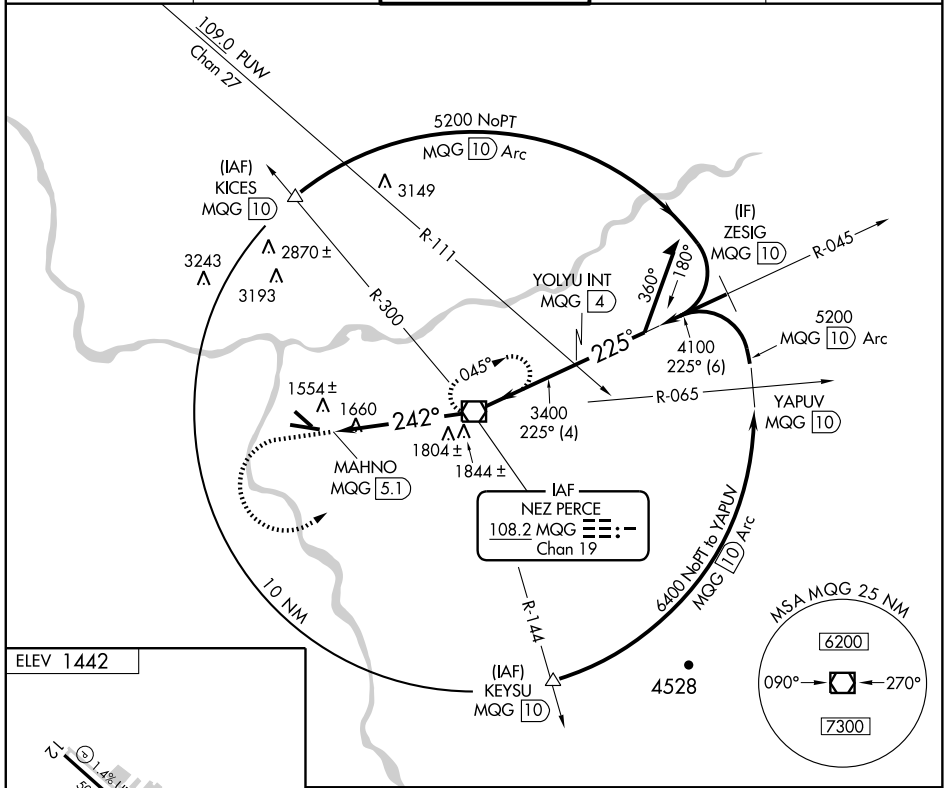 109.0 PUW
Chan 27
5200 NoPT
MQG 10 Arc
(IAF)
KICES
MQG 10
3149
(IF)
ZESIG
MQG 10
R-045
R-111
2870 ±
3243
3193
R-300
YOLYU INT
MQG 4
360°
180°
5200
MQG 10 Arc
225°
4100
225° (6)
045°
3400
225° (4)
R-065
YAPUV
MQG 10
1554 ±
1660
242°
1804 ±
1844 ±
MAHNO
MQG 5.1
IAF
NEZ PERCE
108.2 MQG
Chan 19
6400 NoPT to YAPUV
MQG 10 Arc
10 NM
R-144
(IAF)
KEYSU
MQG 10
4528
MSA MQG 25 NM
6200
090°
270°
7300
ELEV 1442
12
P